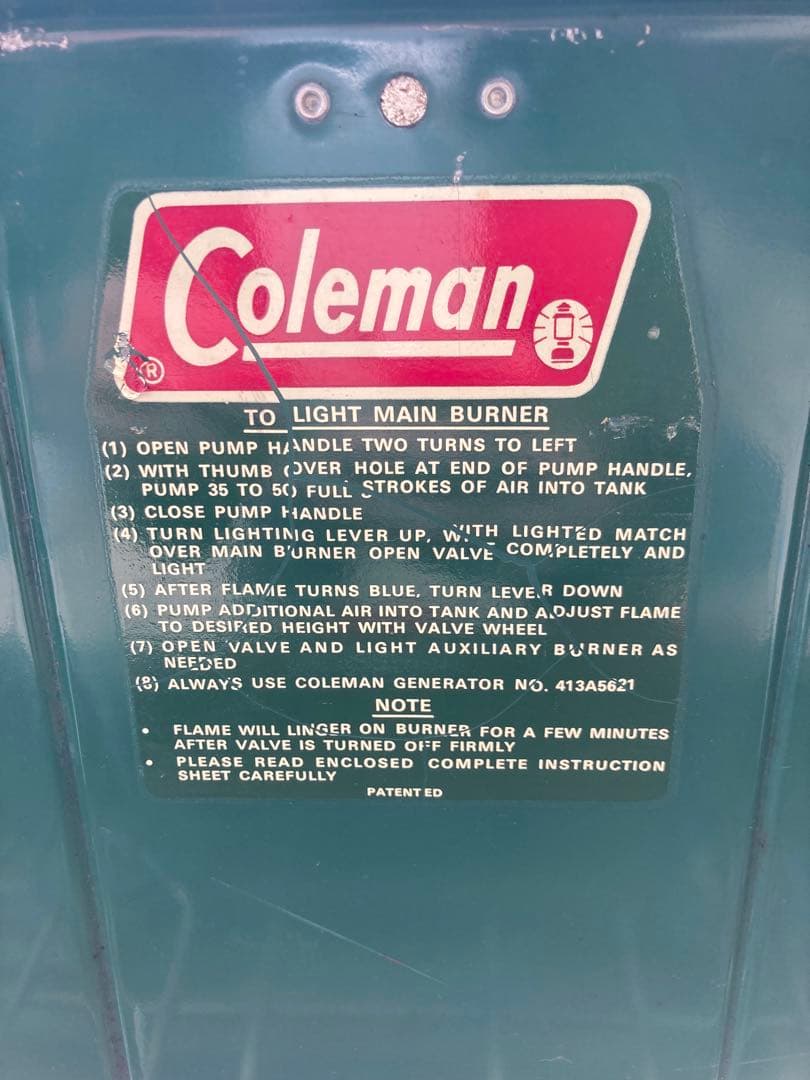 Coleman
®
TO LIGHT MAIN BURNER
(1) OPEN PUMP HANDLE TWO TURNS TO LEFT
(2) WITH THUMB OVER HOLE AT END OF PUMP HANDLE,
PUMP 35 TO 50 FULL STROKES OF AIR INTO TANK
(3) CLOSE PUMP HANDLE
(4) TURN LIGHTING LEVER UP, WITH LIGHTED MATCH
OVER MAIN BURNER OPEN VALVE COMPLETELY AND
LIGHT
(5) AFTER FLAME TURNS BLUE, TURN LEVER DOWN
(6) PUMP ADDITIONAL AIR INTO TANK AND ADJUST FLAME
TO DESIRED HEIGHT WITH VALVE WHEEL
(7) OPEN VALVE AND LIGHT AUXILIARY BURNER AS
NEEDED
(8) ALWAYS USE COLEMAN GENERATOR NO. 413A5621
NOTE
• FLAME WILL LINGER ON BURNER FOR A FEW MINUTES
AFTER VALVE IS TURNED OFF FIRMLY
• PLEASE READ ENCLOSED COMPLETE INSTRUCTION
SHEET CAREFULLY
PATENTED